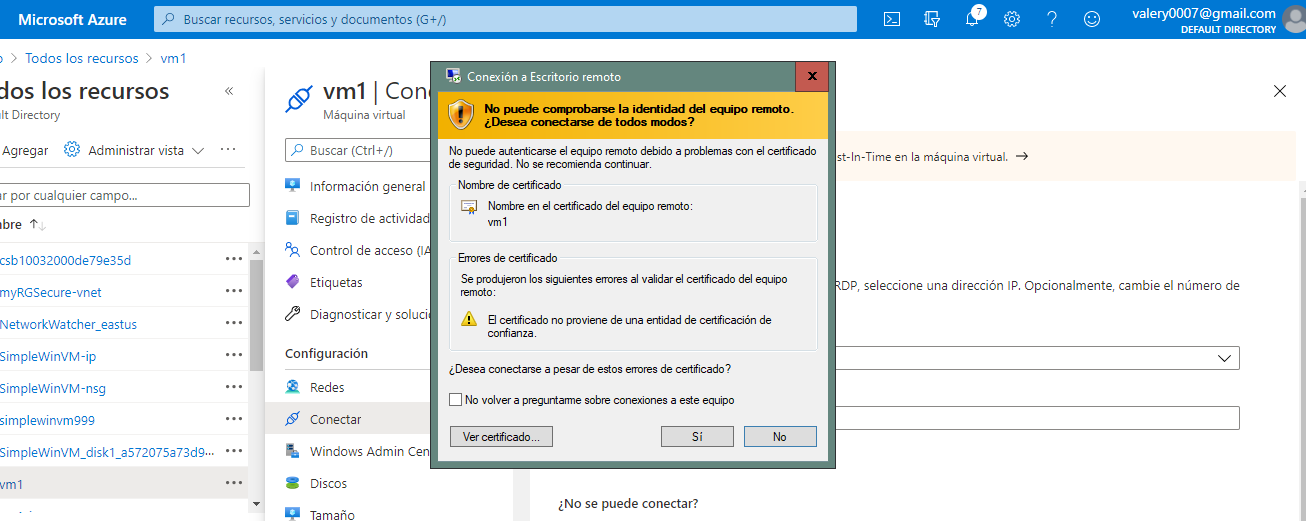 Microsoft Azure
Buscar recursos, servicios y documentos (G+/)
7
valery0007@gmail.com
DEFAULT DIRECTORY
Todos los recursos > vm1
dos los recursos
«
ult Directory
Agregar
Administrar vista
···
ar por cualquier campo...
mbre ↑↓
csb10032000de79e35d ···
myRGSecure-vnet ···
NetworkWatcher_eastus ···
SimpleWinVM-ip ···
SimpleWinVM-nsg ···
simplewinvm999 ···
SimpleWinVM_disk1_a572075a73d9... ···
vm1 ···
vm1 | Con
Máquina virtual
Buscar (Ctrl+/)
Información general
Registro de actividad
Control de acceso (IA
Etiquetas
Diagnosticar y soluci
Configuración
Redes
Conectar
Windows Admin Cen
Discos
Tamaño
Conexión a Escritorio remoto
x
No puede comprobarse la identidad del equipo remoto.
¿Desea conectarse de todos modos?
No puede autenticarse el equipo remoto debido a problemas con el certificado
de seguridad. No se recomienda continuar.
Nombre de certificado
Nombre en el certificado del equipo remoto:
vm1
Errores de certificado
Se produjeron los siguientes errores al validar el certificado del equipo
remoto:
El certificado no proviene de una entidad de certificación de
confianza.
¿Desea conectarse a pesar de estos errores de certificado?
No volver a preguntarme sobre conexiones a este equipo
Ver certificado...
Sí
No
st-In-Time en la máquina virtual. →
RDP, seleccione una dirección IP. Opcionalmente, cambie el número de
¿No se puede conectar?